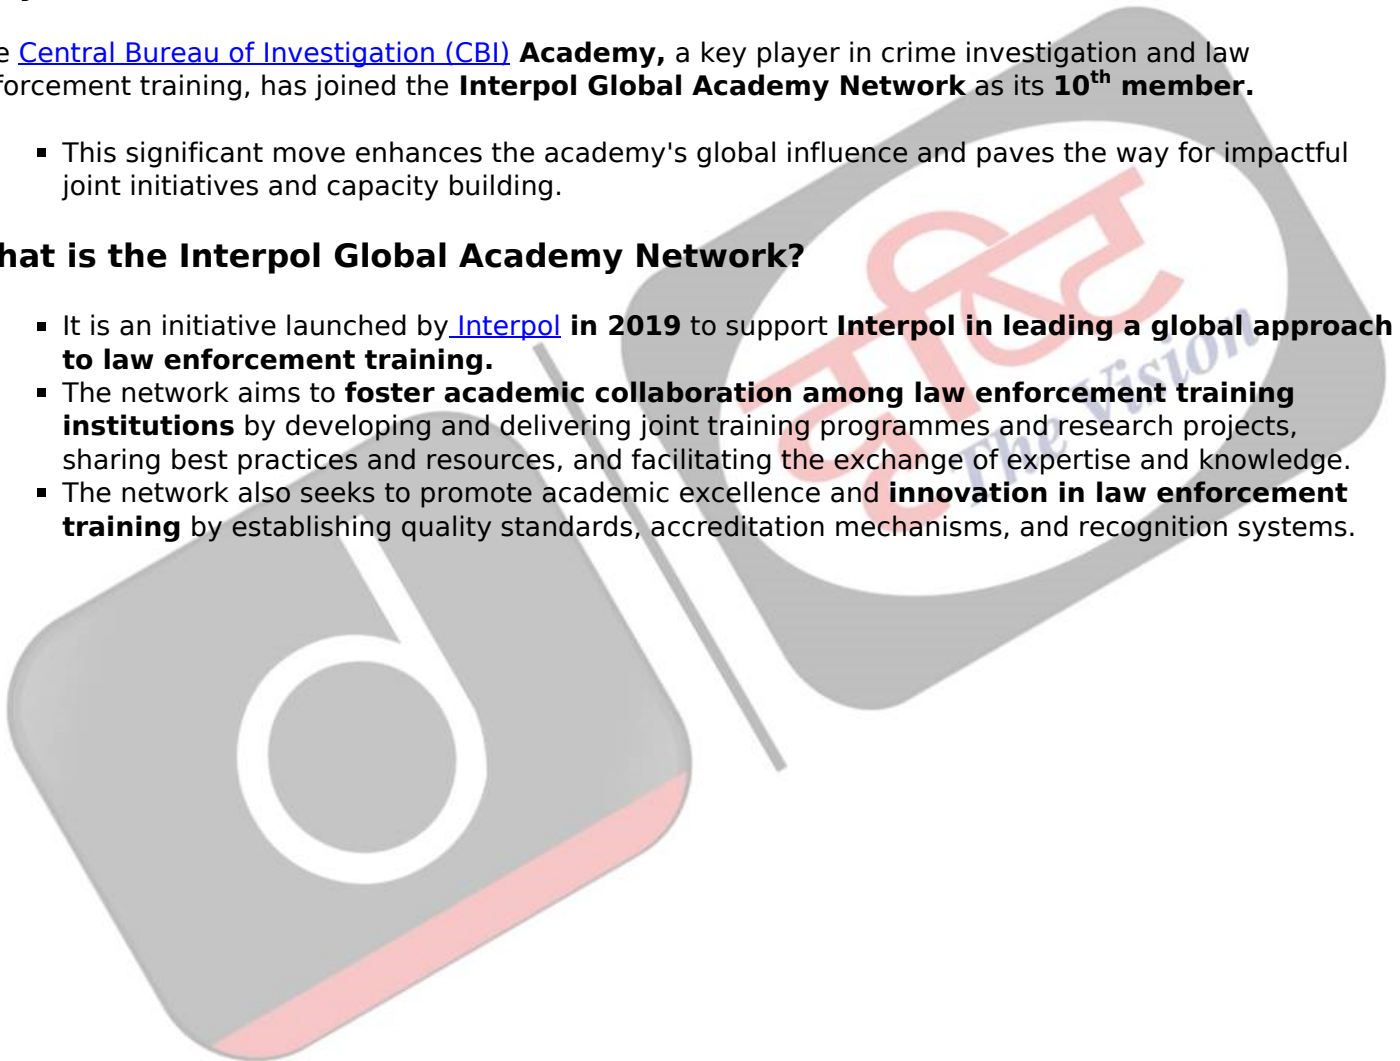 e Central Bureau of Investigation (CBI) Academy, a key player in crime investigation and law
forcement training, has joined the Interpol Global Academy Network as its 10th member.
▪ This significant move enhances the academy's global influence and paves the way for impactful
joint initiatives and capacity building.
hat is the Interpol Global Academy Network?
▪ It is an initiative launched by Interpol in 2019 to support Interpol in leading a global approach
to law enforcement training.
▪ The network aims to foster academic collaboration among law enforcement training
institutions by developing and delivering joint training programmes and research projects,
sharing best practices and resources, and facilitating the exchange of expertise and knowledge.
▪ The network also seeks to promote academic excellence and innovation in law enforcement
training by establishing quality standards, accreditation mechanisms, and recognition systems.
दृष्टि
The Vision
d